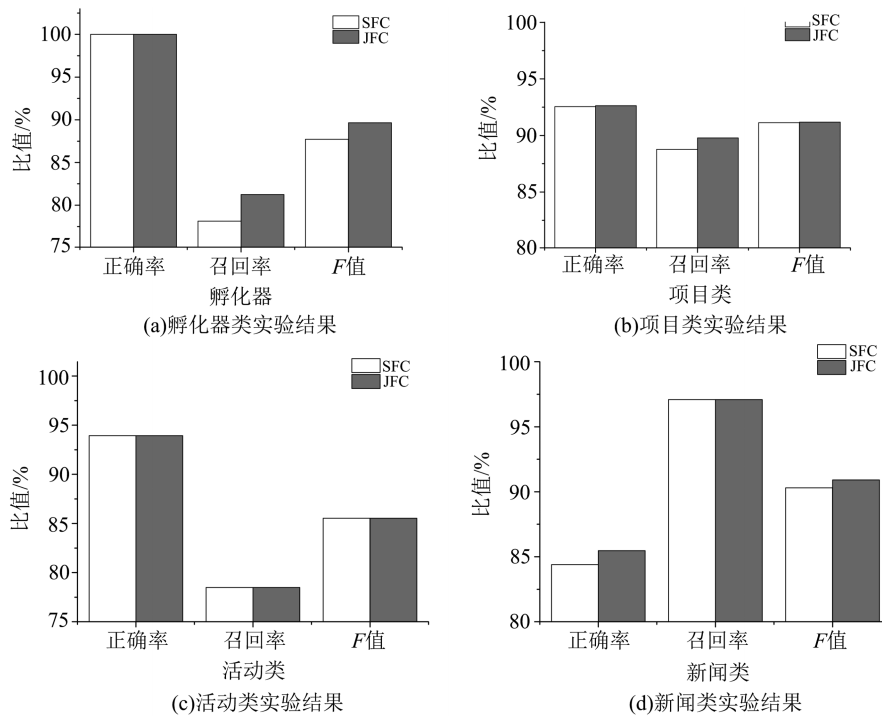 SFC
JFC
100
95
90
85
80
75
比值/%
正确率 召回率 F值
孵化器
(a)孵化器类实验结果
SFC
JFC
100
95
90
85
80
比值/%
正确率 召回率 F值
项目类
(b)项目类实验结果
SFC
JFC
100
95
90
85
80
75
比值/%
正确率 召回率 F值
活动类
(c)活动类实验结果
SFC
JFC
100
95
90
85
80
比值/%
正确率 召回率 F值
新闻类
(d)新闻类实验结果